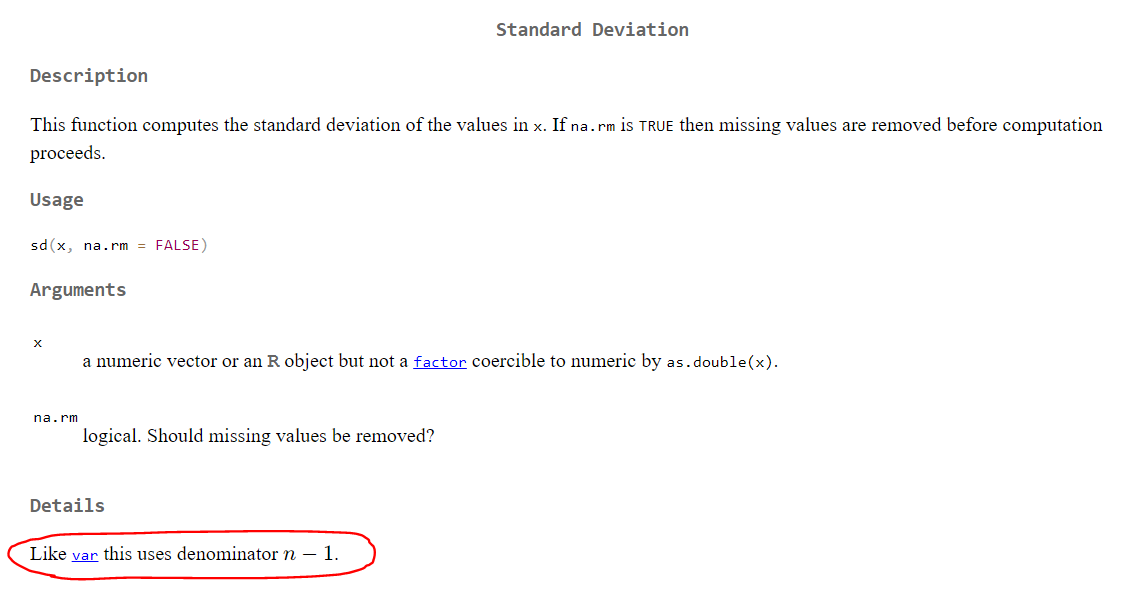 Standard Deviation
Description
This function computes the standard deviation of the values in x. If na.rm is TRUE then missing values are removed before computation
proceeds.
Usage
sd(x, na.rm = FALSE)
Arguments
x
a numeric vector or an R object but not a factor coercible to numeric by as.double(x).
na.rm
logical. Should missing values be removed?
Details
Like var this uses denominator n − 1.